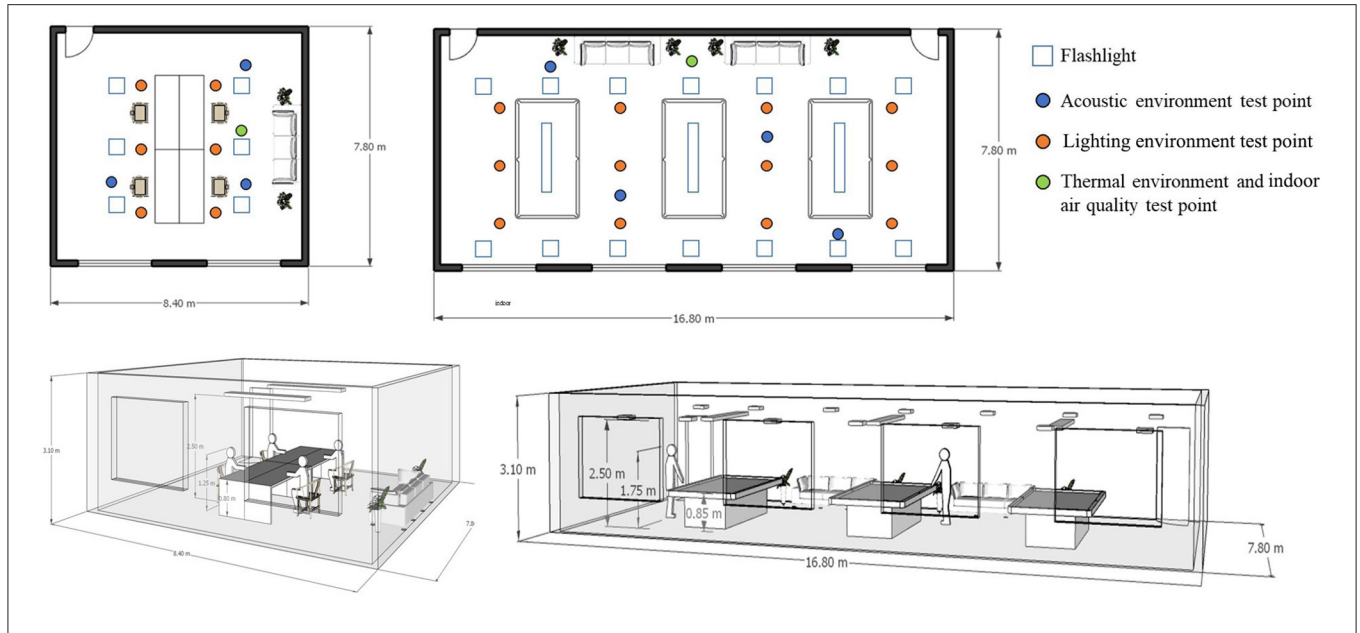 7.80 m
8.40 m
indoor
16.80 m
7.80 m
Flashlight
Acoustic environment test point
Lighting environment test point
Thermal environment and indoor
air quality test point
3.10 m
2.50 m
1.25 m
0.80 m
8.40 m
7.8
3.10 m
2.50 m
1.75 m
0.85 m
16.80 m
7.80 m